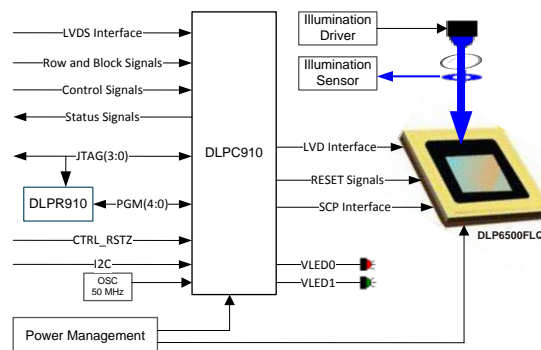 Illumination
Driver
Illumination
Sensor
LVDS Interface
Row and Block Signals
Control Signals
Status Signals
JTAG(3:0)
DLPR910
PGM(4:0)
CTRL_RSTZ
I2C
OSC
50 MHz
Power Management
DLPC910
LVD Interface
RESET Signals
SCP Interface
VLED0
VLED1
DLP6500FLQ